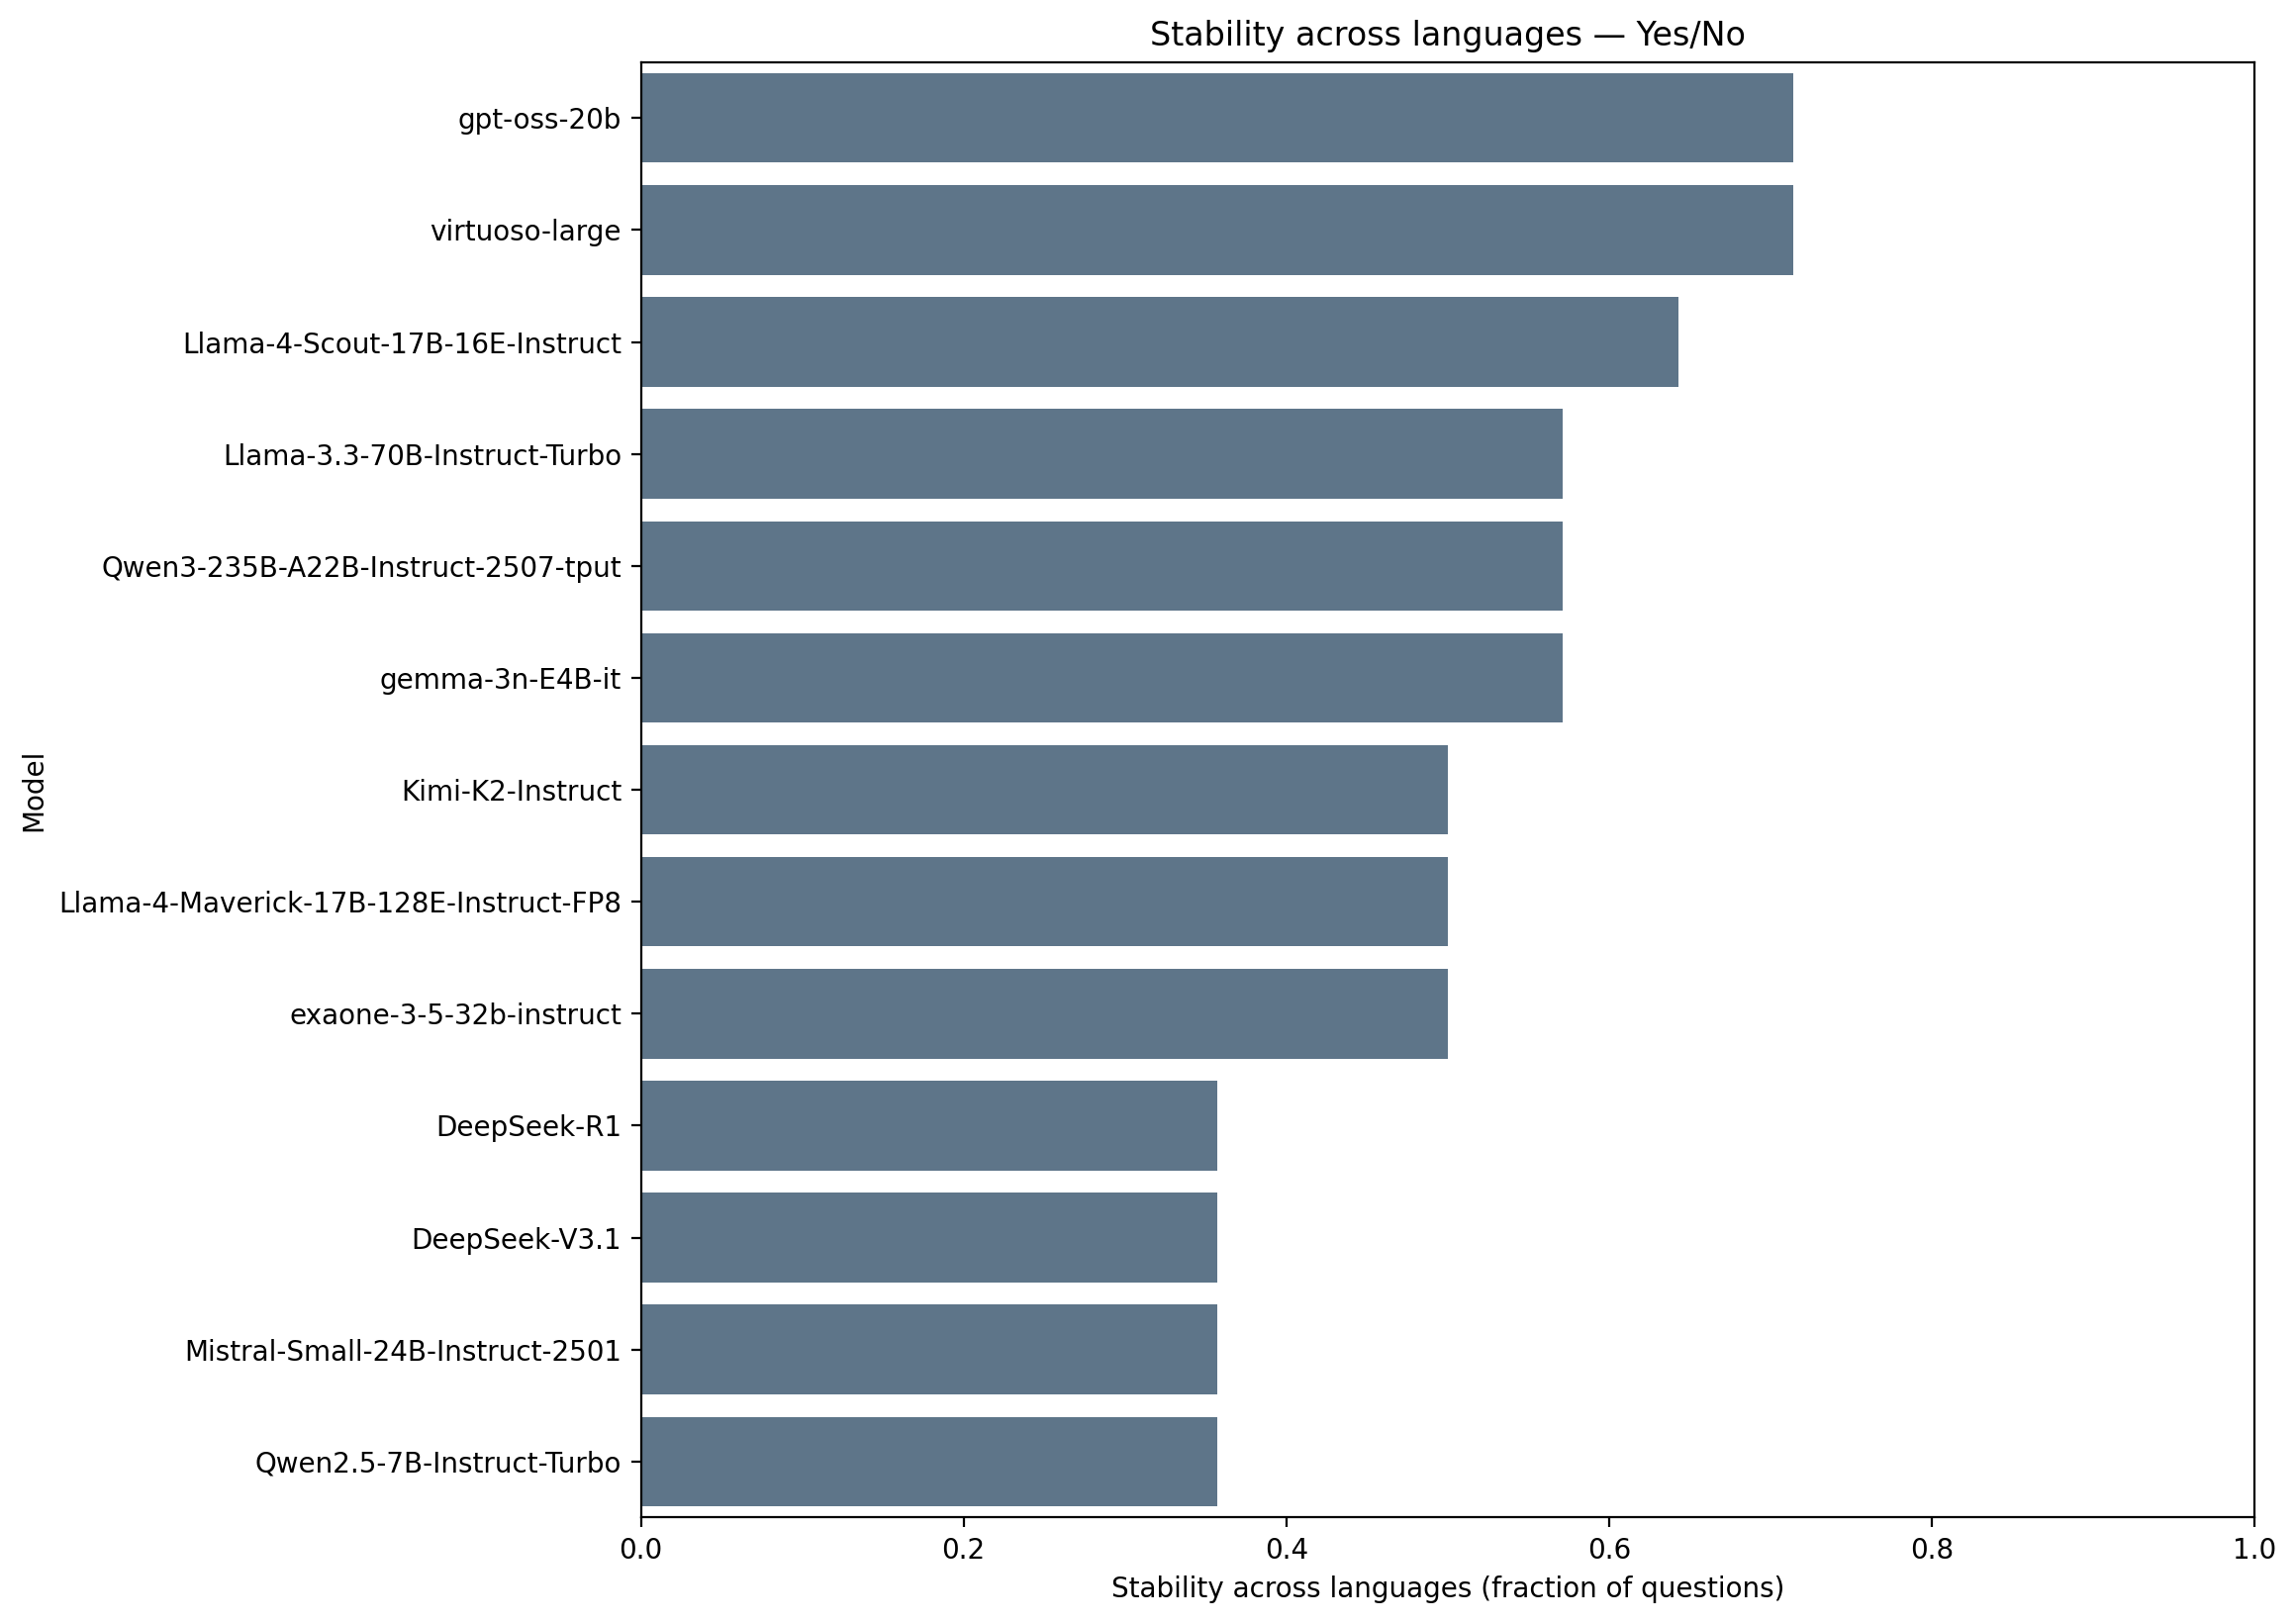 Stability across languages — Yes/No
Model
gpt-oss-20b
virtuoso-large
Llama-4-Scout-17B-16E-Instruct
Llama-3.3-70B-Instruct-Turbo
Qwen3-235B-A22B-Instruct-2507-tput
gemma-3n-E4B-it
Kimi-K2-Instruct
Llama-4-Maverick-17B-128E-Instruct-FP8
exaone-3-5-32b-instruct
DeepSeek-R1
DeepSeek-V3.1
Mistral-Small-24B-Instruct-2501
Qwen2.5-7B-Instruct-Turbo
0.0 0.2 0.4 0.6 0.8 1.0
Stability across languages (fraction of questions)